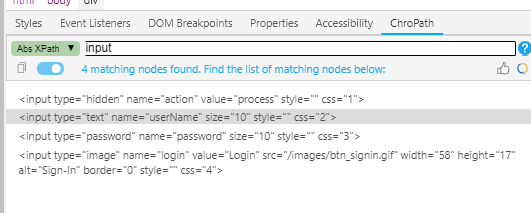 html body div
Styles Event Listeners DOM Breakpoints Properties Accessibility ChroPath
Abs XPath ▼ input ?
4 matching nodes found. Find the list of matching nodes below:
<input type="hidden" name="action" value="process" style="" css="1">
<input type="text" name="userName" size="10" style="" css="2">
<input type="password" name="password" size="10" style="" css="3">
<input type="image" name="login" value="Login" src="/images/btn_signin.gif" width="58" height="17"
alt="Sign-In" border="0" style="" css="4">